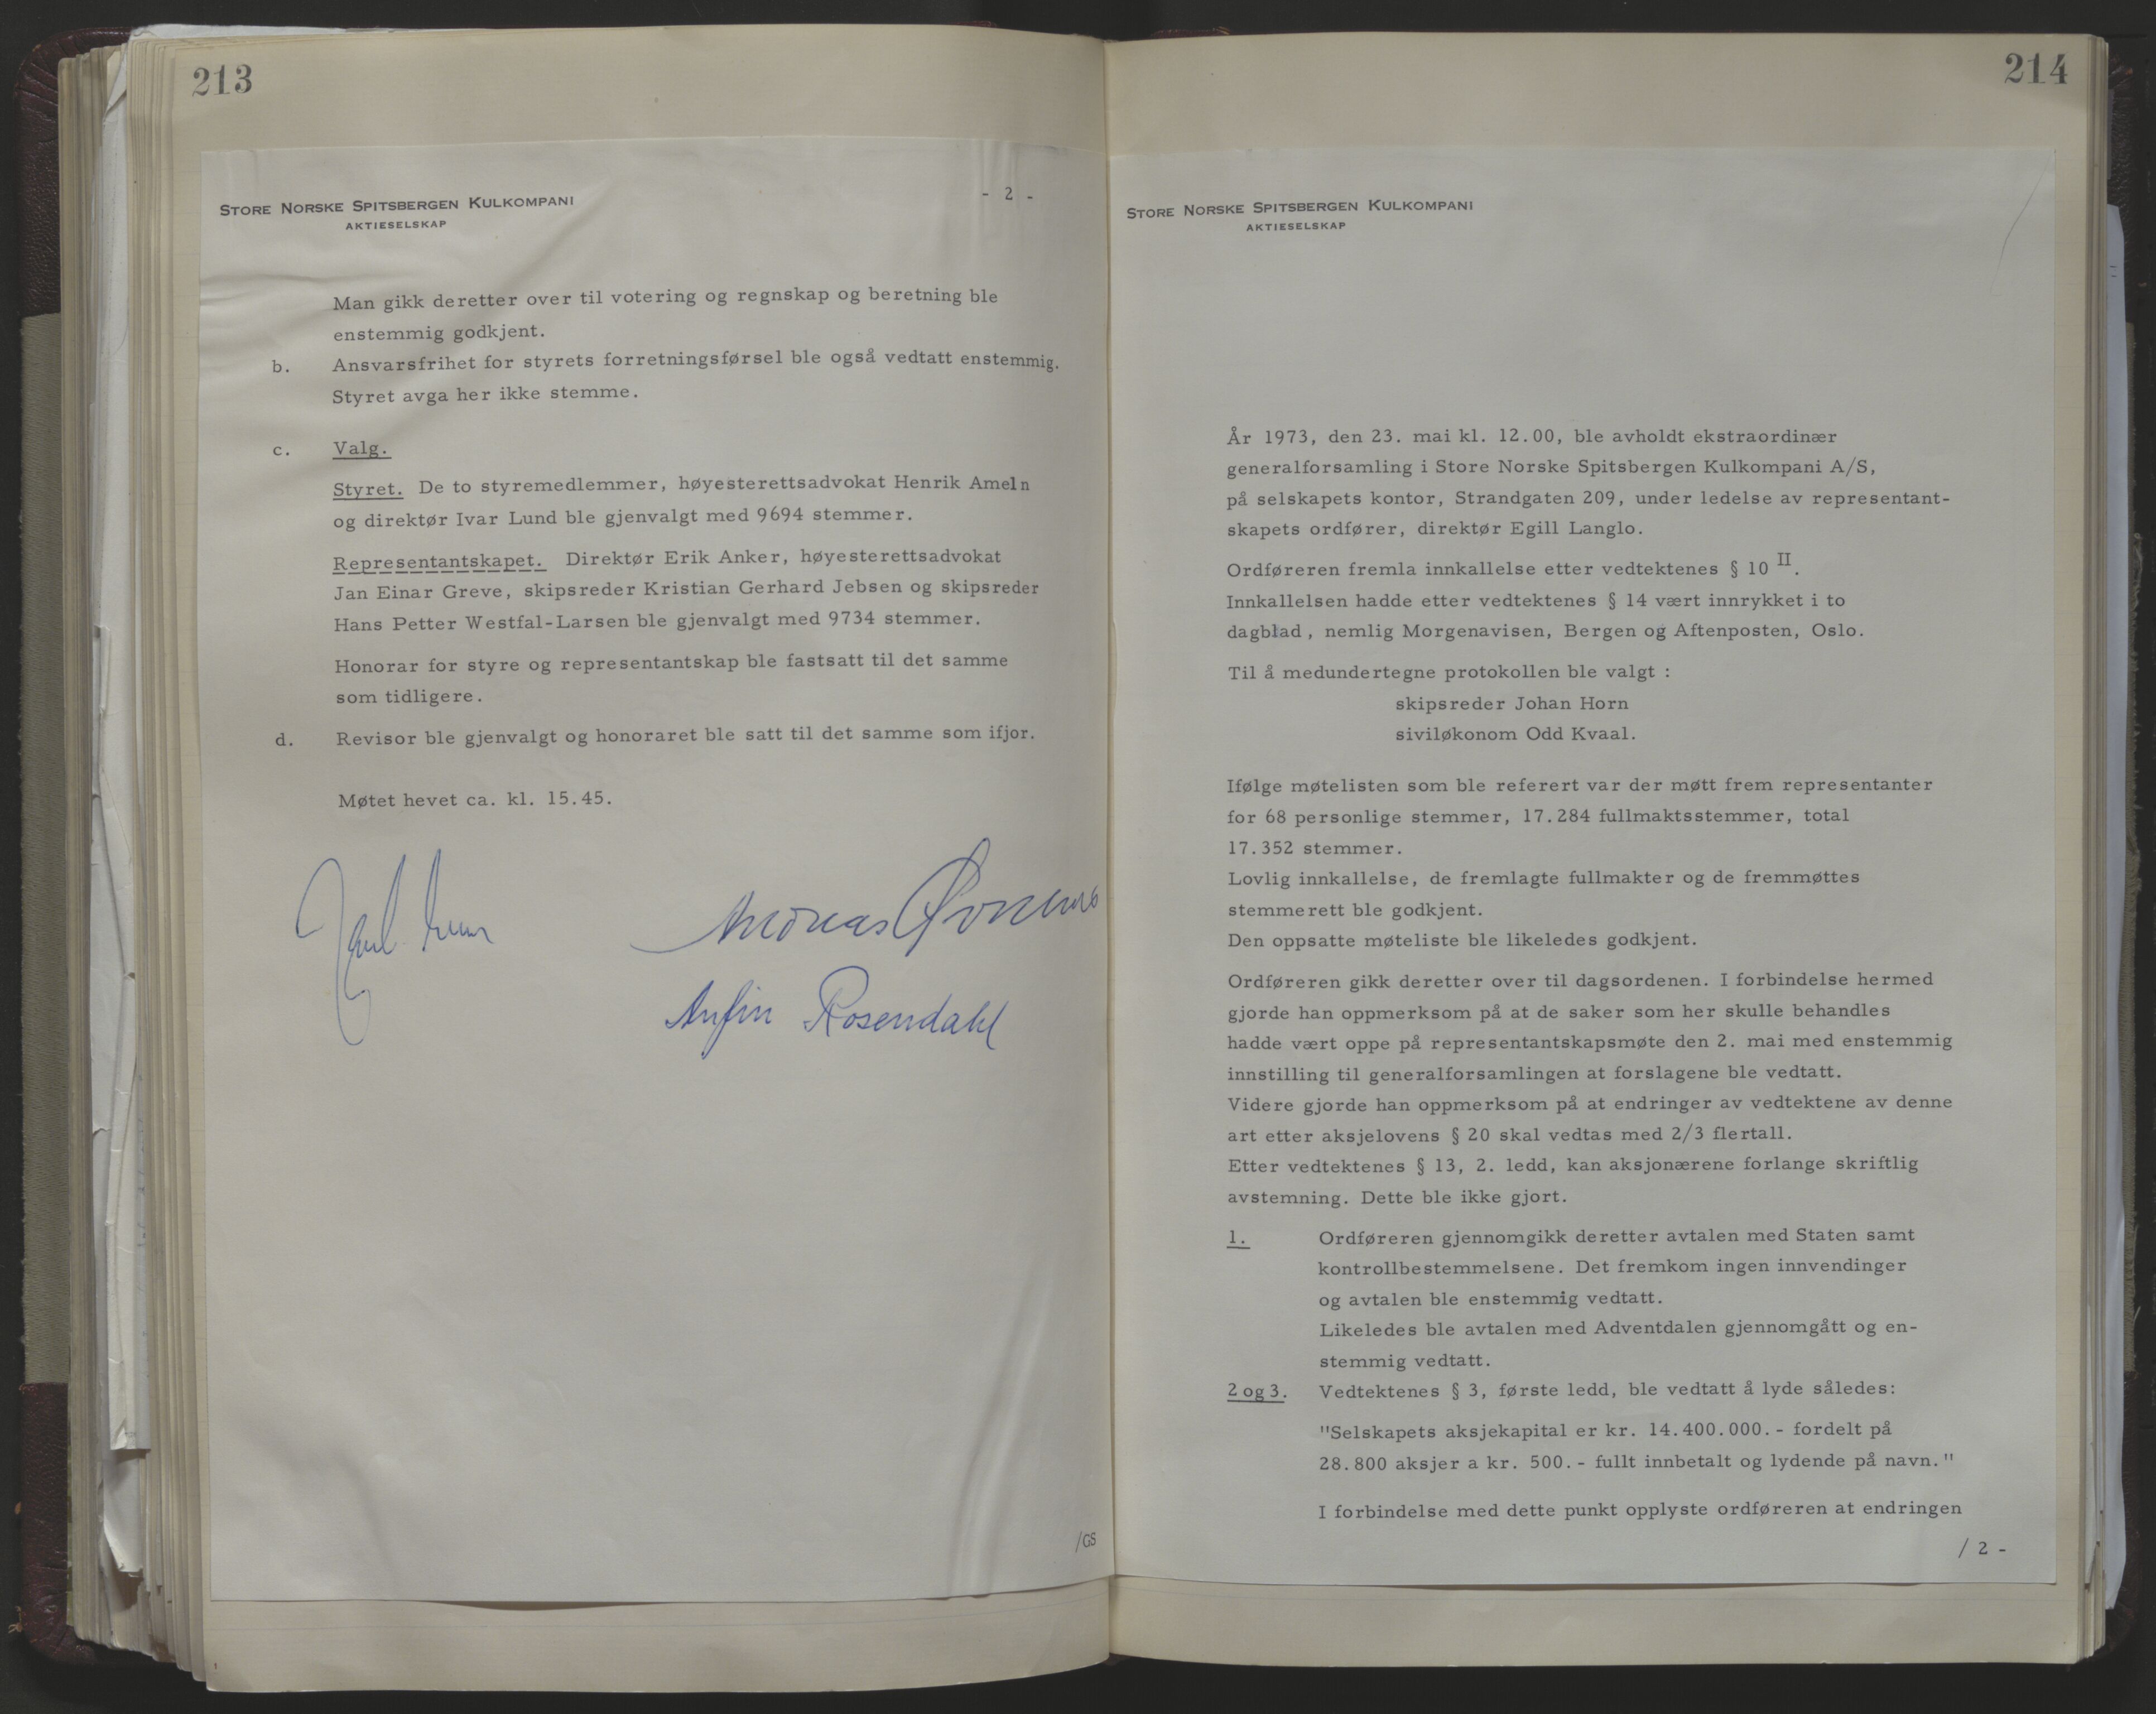 213
STORE NORSKE SPITSBERGEN KULKOMPANI
AKTIESELSKAP
- 2 -
Man gikk deretter over til votering og regnskap og beretning ble
enstemmig godkjent.
b. Ansvarsfrihet for styrets forretningsførsel ble også vedtatt enstemmig.
Styret avga her ikke stemme.
c. Valg.
Styret. De to styremedlemmer, høyesterettsadvokat Henrik Ameln
og direktør Ivar Lund ble gjenvalgt med 9694 stemmer.
Representantskapet. Direktør Erik Anker, høyesterettsadvokat
Jan Einar Greve, skipsreder Kristian Gerhard Jebsen og skipsreder
Hans Petter Westfal-Larsen ble gjenvalgt med 9734 stemmer.
Honorar for styre og representantskap ble fastsatt til det samme
som tidligere.
d. Revisor ble gjenvalgt og honoraret ble satt til det samme som ifjor.
Møtet hevet ca. kl. 15.45.
Anfin Rosendahl
/GS
214
STORE NORSKE SPITSBERGEN KULKOMPANI
AKTIESELSKAP
År 1973, den 23. mai kl. 12.00, ble avholdt ekstraordinær
generalforsamling i Store Norske Spitsbergen Kulkompani A/S,
på selskapets kontor, Strandgaten 209, under ledelse av representant-
skapets ordfører, direktør Egill Langlo.
Ordføreren fremla innkallelse etter vedtektenes § 10 II.
Innkallelsen hadde etter vedtektenes § 14 vært innrykket i to
dagblad, nemlig Morgenavisen, Bergen og Aftenposten, Oslo.
Til å medundertegne protokollen ble valgt :
skipsreder Johan Horn
siviløkonom Odd Kvaal.
Ifølge møtelisten som ble referert var der møtt frem representanter
for 68 personlige stemmer, 17.284 fullmaktsstemmer, total
17.352 stemmer.
Lovlig innkallelse, de fremlagte fullmakter og de fremmøttes
stemmerett ble godkjent.
Den oppsatte møteliste ble likeledes godkjent.
Ordføreren gikk deretter over til dagsordenen. I forbindelse hermed
gjorde han oppmerksom på at de saker som her skulle behandles
hadde vært oppe på representantskapsmøte den 2. mai med enstemmig
innstilling til generalforsamlingen at forslagene ble vedtatt.
Videre gjorde han oppmerksom på at endringer av vedtektene av denne
art etter aksjelovens § 20 skal vedtas med 2/3 flertall.
Etter vedtektenes § 13, 2. ledd, kan aksjonærene forlange skriftlig
avstemning. Dette ble ikke gjort.
1. Ordføreren gjennomgikk deretter avtalen med Staten samt
kontrollbestemmelsene. Det fremkom ingen innvendinger
og avtalen ble enstemmig vedtatt.
Likeledes ble avtalen med Adventdalen gjennomgått og en-
stemmig vedtatt.
2 og 3. Vedtektenes § 3, første ledd, ble vedtatt å lyde således:
"Selskapets aksjekapital er kr. 14.400.000.- fordelt på
28.800 aksjer a kr. 500.- fullt innbetalt og lydende på navn."
I forbindelse med dette punkt opplyste ordføreren at endringen
/ 2 -